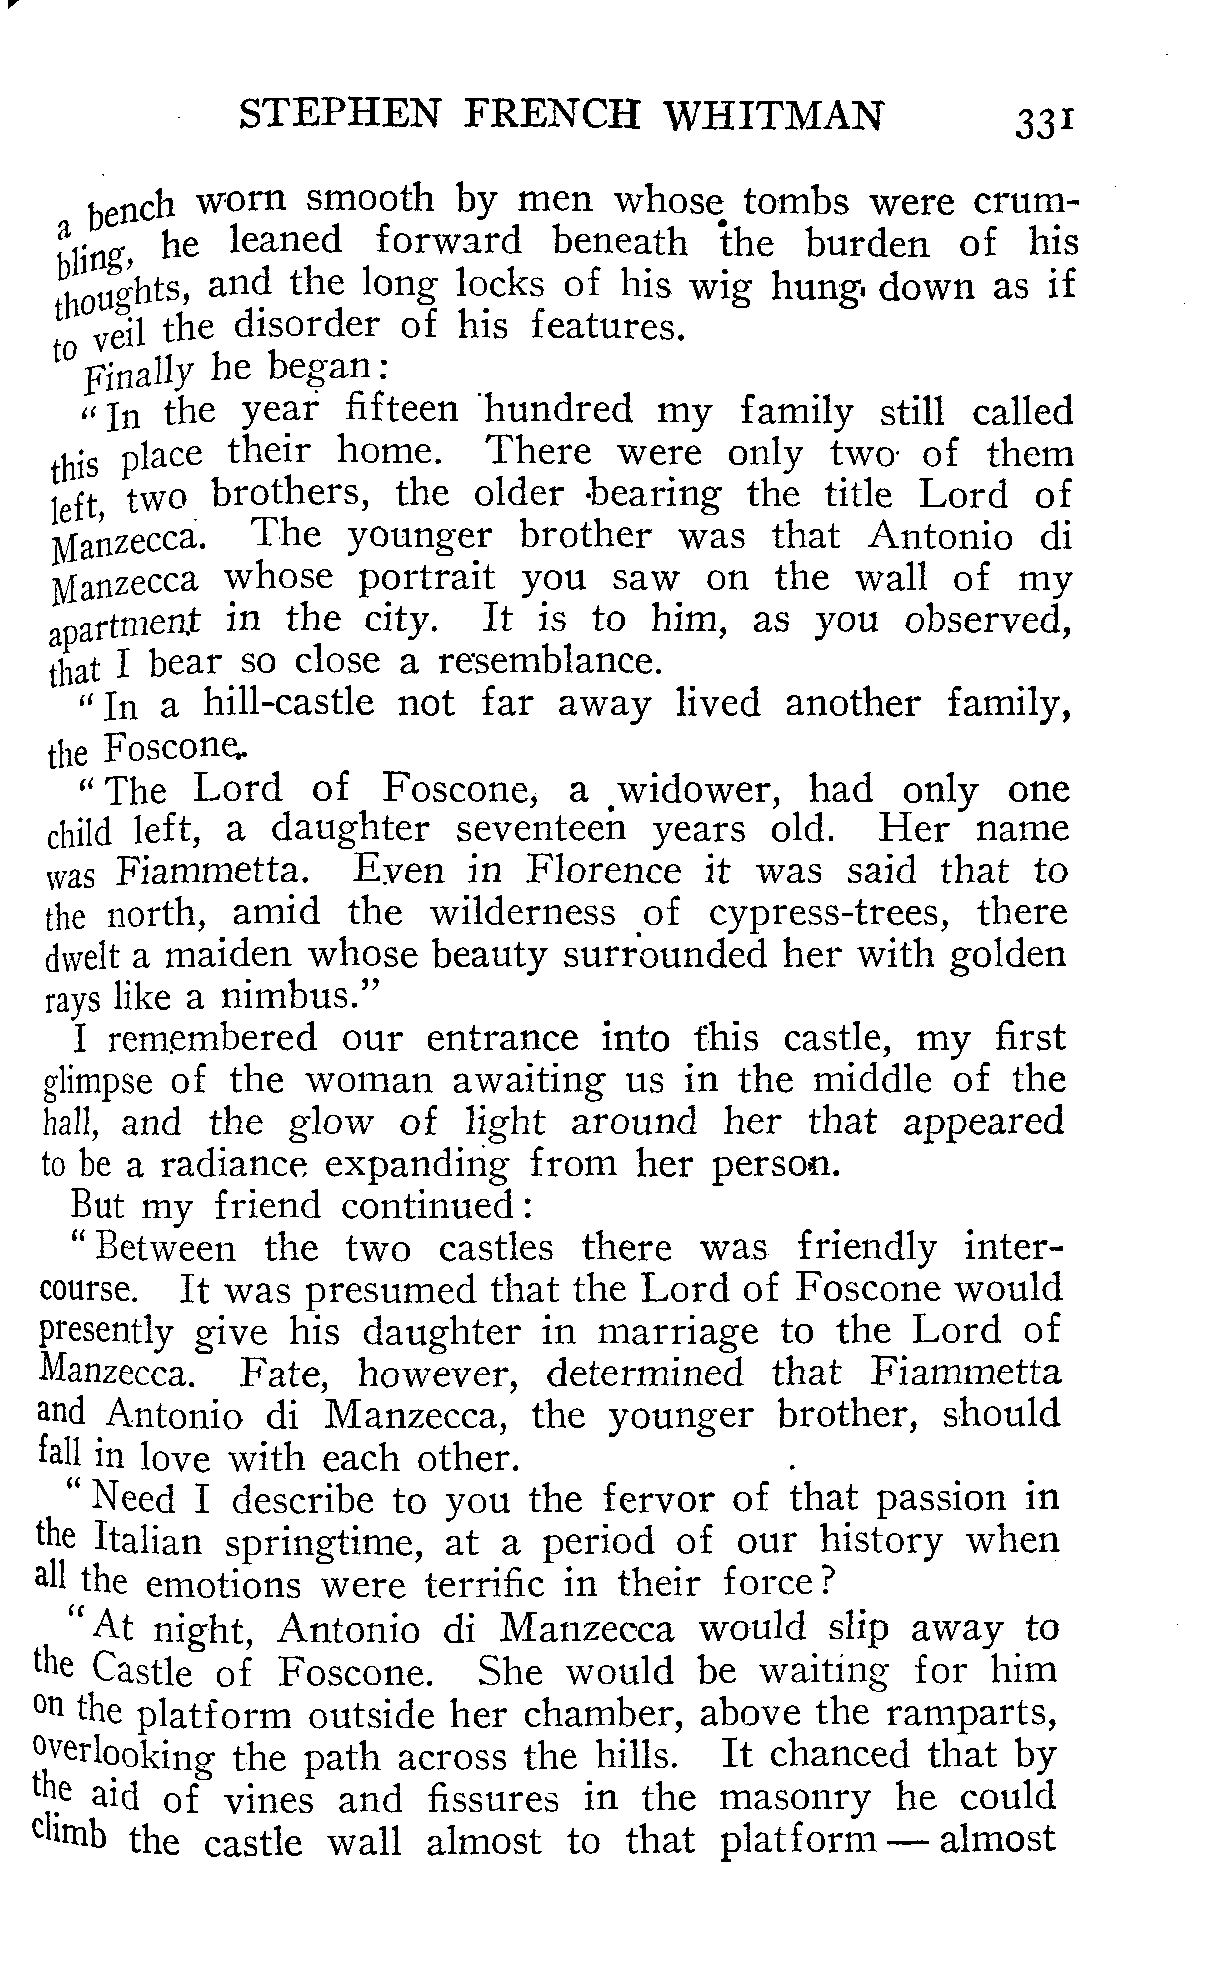 STEPHEN FRENCH WHITMAN 331
a bench worn smooth by men whose tombs were crum-
bling, he leaned forward beneath the burden of his
thoughts, and the long locks of his wig hung down as if
to veil the disorder of his features.
Finally he began:
"In the year fifteen hundred my family still called
this place their home. There were only two of them
left, two brothers, the older bearing the title Lord of
Manzecca. The younger brother was that Antonio di
Manzecca whose portrait you saw on the wall of my
apartment in the city. It is to him, as you observed,
that I bear so close a resemblance.
"In a hill-castle not far away lived another family,
the Foscone.
"The Lord of Foscone, a widower, had only one
child left, a daughter seventeen years old. Her name
was Fiammetta. Even in Florence it was said that to
the north, amid the wilderness of cypress-trees, there
dwelt a maiden whose beauty surrounded her with golden
rays like a nimbus."
I remembered our entrance into this castle, my first
glimpse of the woman awaiting us in the middle of the
hall, and the glow of light around her that appeared
to be a radiance expanding from her person.
But my friend continued:
"Between the two castles there was friendly inter-
course. It was presumed that the Lord of Foscone would
presently give his daughter in marriage to the Lord of
Manzecca. Fate, however, determined that Fiammetta
and Antonio di Manzecca, the younger brother, should
fall in love with each other.
"Need I describe to you the fervor of that passion in
the Italian springtime, at a period of our history when
all the emotions were terrific in their force?
"At night, Antonio di Manzecca would slip away to
the Castle of Foscone. She would be waiting for him
on the platform outside her chamber, above the ramparts,
overlooking the path across the hills. It chanced that by
the aid of vines and fissures in the masonry he could
climb the castle wall almost to that platform — almost